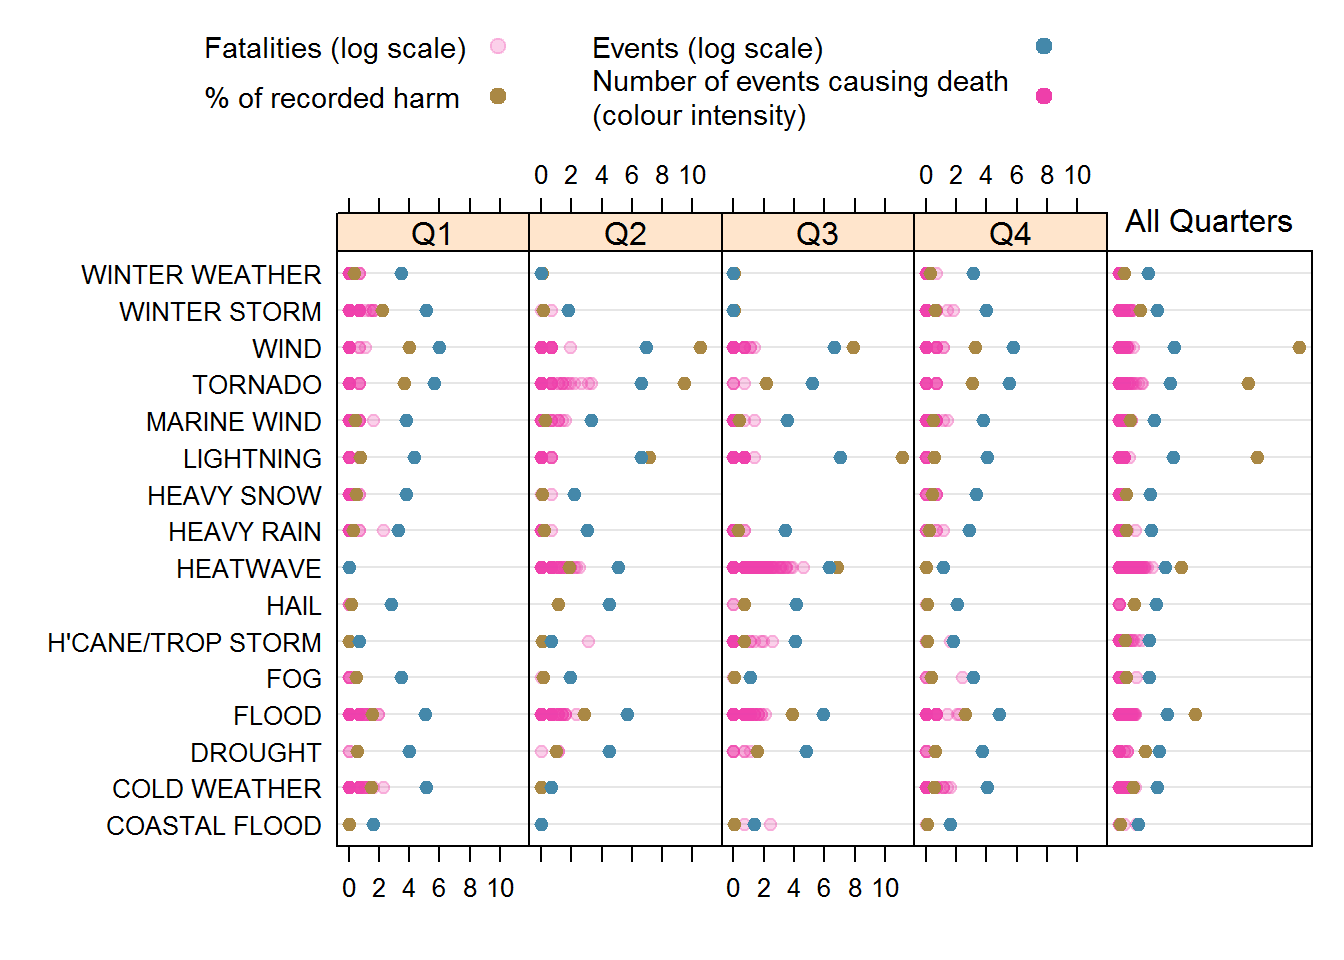 Fatalities (log scale)
Events (log scale)
% of recorded harm
Number of events causing death
(colour intensity)
0 2 4 6 8 10
0 2 4 6 8 10
Q1
Q2
Q3
Q4
All Quarters
WINTER WEATHER
WINTER STORM
WIND
TORNADO
MARINE WIND
LIGHTNING
HEAVY SNOW
HEAVY RAIN
HEATWAVE
HAIL
H'CANE/TROP STORM
FOG
FLOOD
DROUGHT
COLD WEATHER
COASTAL FLOOD
0 2 4 6 8 10
0 2 4 6 8 10